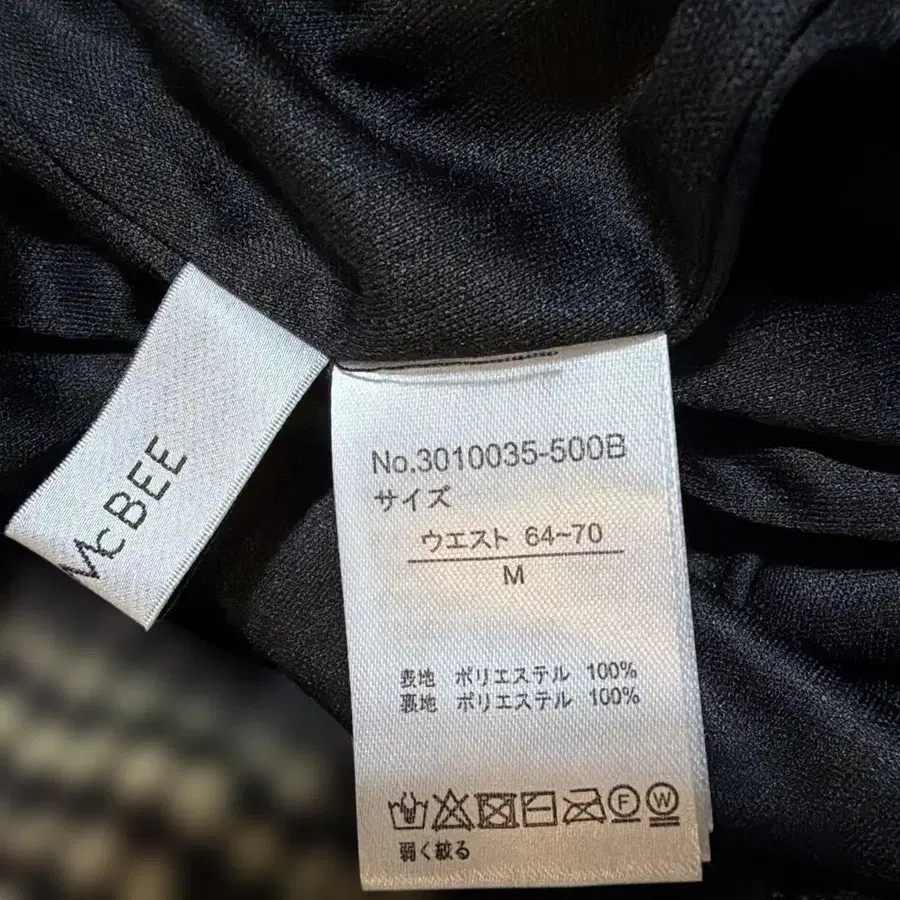 McBEE
No.3010035-500B
サイズ
ウエスト 64~70
M
表地 ポリエステル 100%
裏地 ポリエステル 100%
F W
弱く絞る